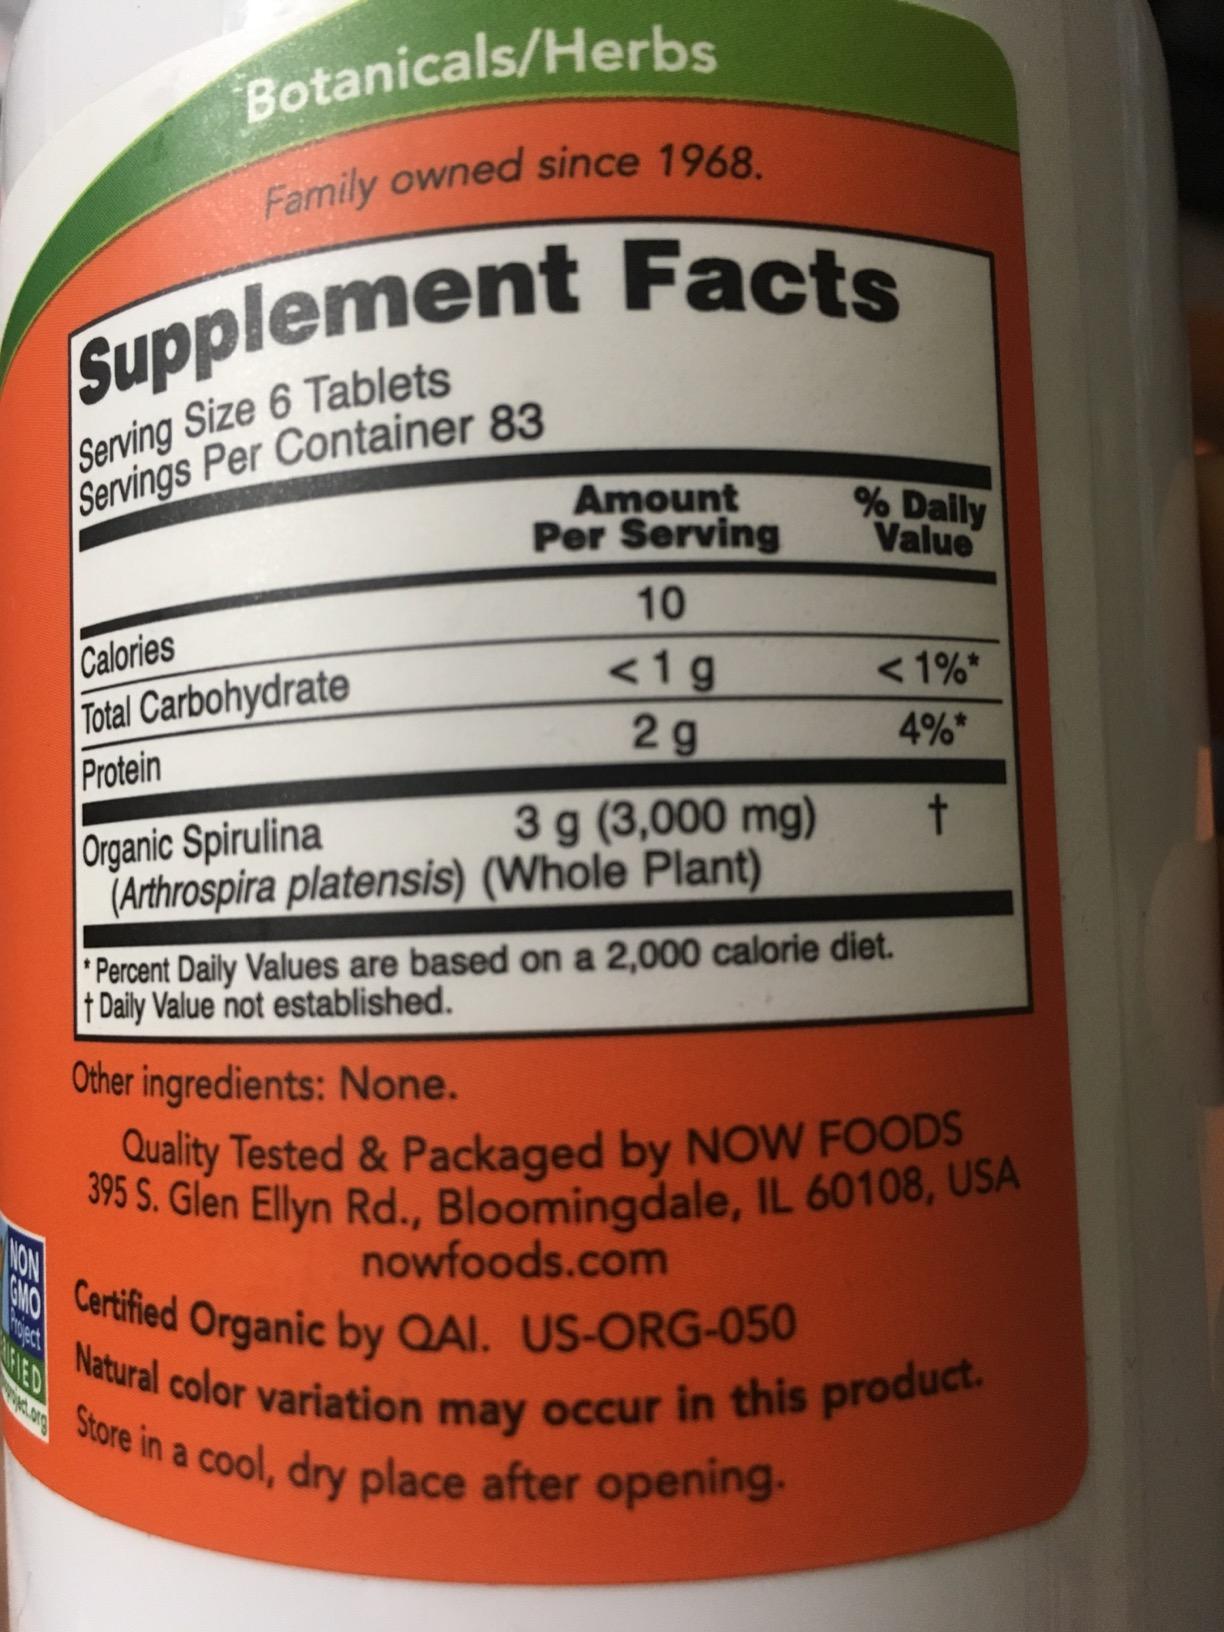 Botanicals/Herbs
Family owned since 1968.
Supplement Facts
Serving Size 6 Tablets
Servings Per Container 83
Amount Per Serving % Daily Value
Calories 10
Total Carbohydrate < 1 g < 1%*
Protein 2 g 4%*
Organic Spirulina 3 g (3,000 mg) †
(Arthrospira platensis) (Whole Plant)
* Percent Daily Values are based on a 2,000 calorie diet.
† Daily Value not established.
Other ingredients: None.
Quality Tested & Packaged by NOW FOODS
395 S. Glen Ellyn Rd., Bloomingdale, IL 60108, USA
nowfoods.com
Certified Organic by QAI. US-ORG-050
Natural color variation may occur in this product.
Store in a cool, dry place after opening.
NON
GMO
Project